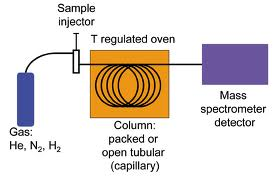 Sample
injector
T regulated oven
Gas:
He, N₂, H₂
Column:
packed or
open tubular
(capillary)
Mass
spectrometer
detector